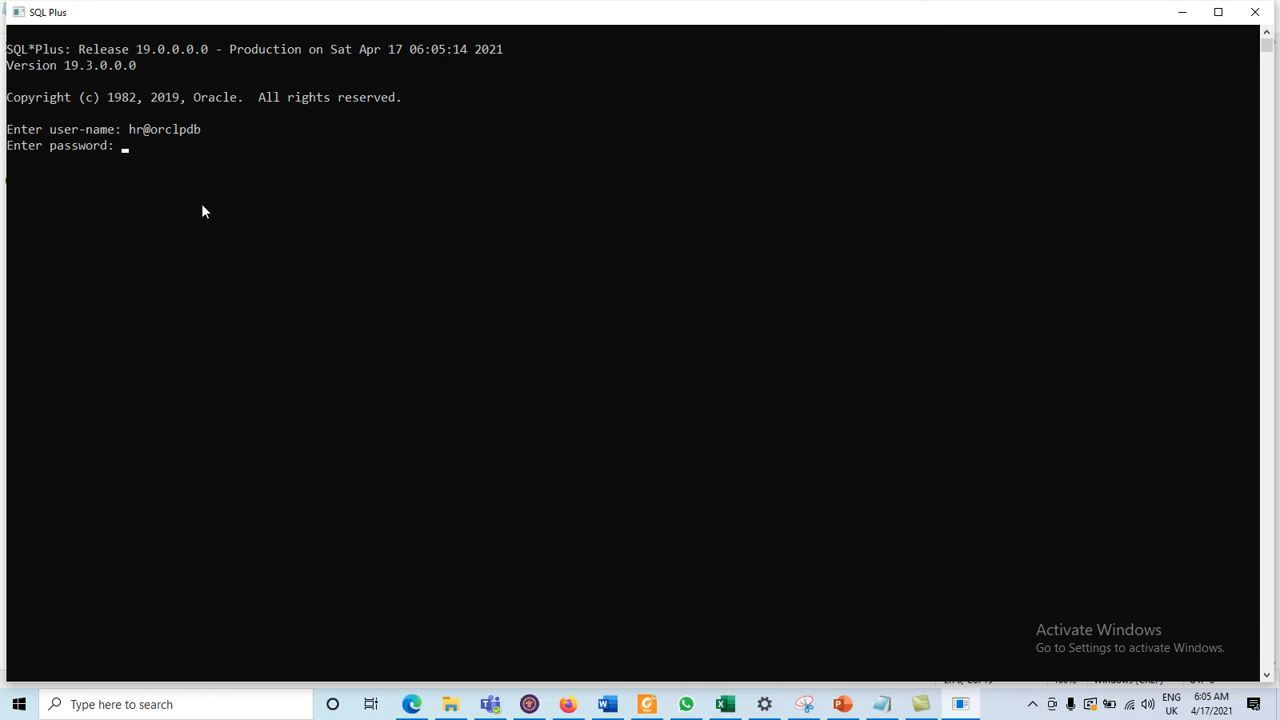 SQL Plus
SQL*Plus: Release 19.0.0.0.0 - Production on Sat Apr 17 06:05:14 2021
Version 19.3.0.0.0
Copyright (c) 1982, 2019, Oracle.  All rights reserved.
Enter user-name: hr@orclpdb
Enter password:
Activate Windows
Go to Settings to activate Windows.
Type here to search
ENG
UK
6:05 AM
4/17/2021